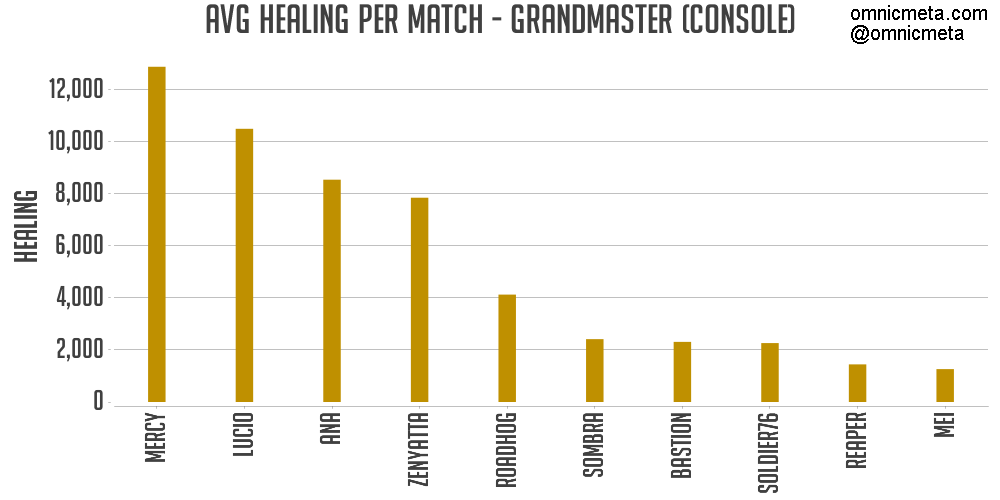 AVG HEALING PER MATCH - GRANDMASTER (CONSOLE)
omnicmeta.com
@omnicmeta
HEALING
12,000
10,000
8,000
6,000
4,000
2,000
0
MERCY
LUCIO
ANA
ZENYATTA
ROADHOG
SOMBRA
BASTION
SOLDIER76
REAPER
MEI